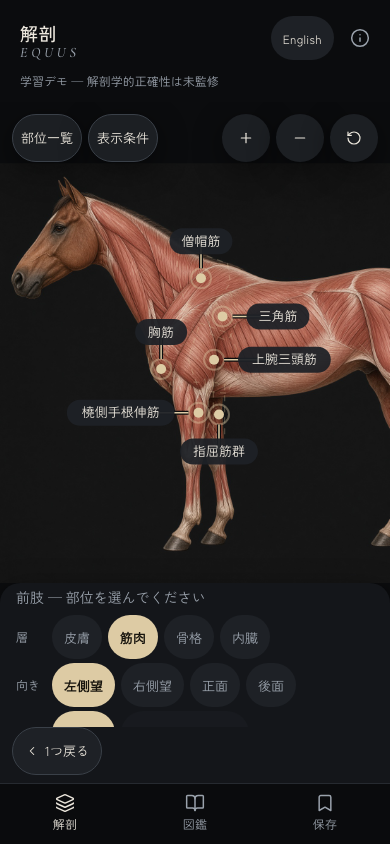 解剖
English
EQUUS
学習デモ — 解剖学的正確性は未監修
部位一覧
表示条件
僧帽筋
三角筋
胸筋
上腕三頭筋
橈側手根伸筋
指屈筋群
前肢 — 部位を選んでください
層 皮膚 筋肉 骨格 内臓
向き 左側望 右側望 正面 後面
1つ戻る
解剖 図鑑 保存